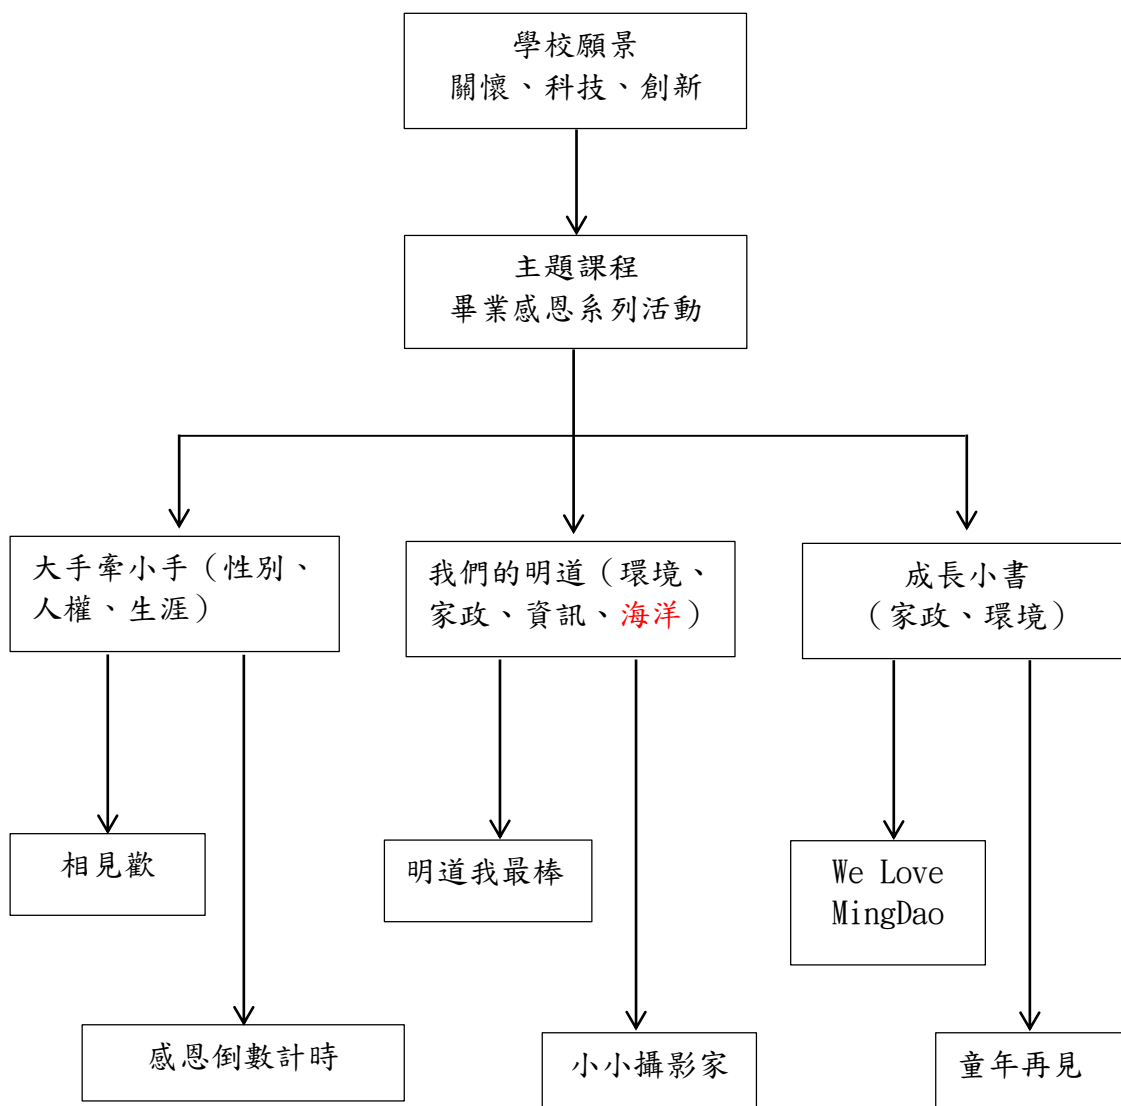 學校願景
關懷、科技、創新
主題課程
畢業感恩系列活動
大手牽小手（性別、
人權、生涯）
我們的明道（環境、
家政、資訊、海洋）
成長小書
（家政、環境）
相見歡
明道我最棒
We Love
MingDao
感恩倒數計時
小小攝影家
童年再見